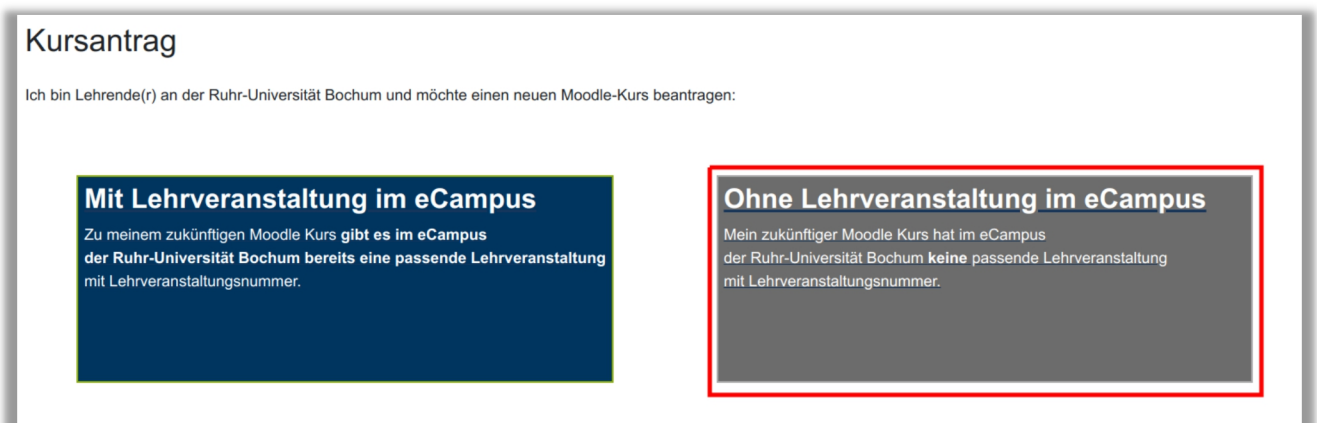 Kursantrag
Ich bin Lehrende(r) an der Ruhr-Universität Bochum und möchte einen neuen Moodle-Kurs beantragen:
Mit Lehrveranstaltung im eCampus
Zu meinem zukünftigen Moodle Kurs gibt es im eCampus
der Ruhr-Universität Bochum bereits eine passende Lehrveranstaltung
mit Lehrveranstaltungsnummer.
Ohne Lehrveranstaltung im eCampus
Mein zukünftiger Moodle Kurs hat im eCampus
der Ruhr-Universität Bochum keine passende Lehrveranstaltung
mit Lehrveranstaltungsnummer.